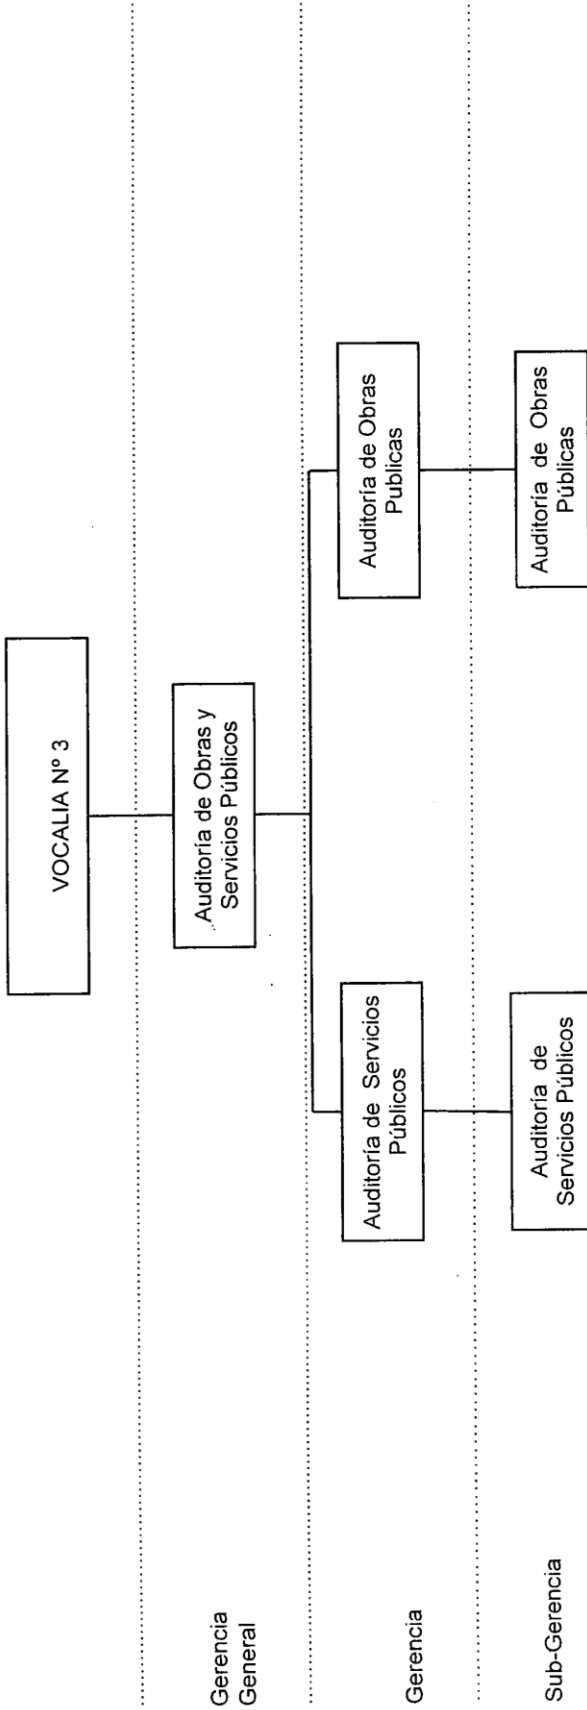 VOCALIA Nº 3
Gerencia
General
Auditoría de Obras y
Servicios Públicos
Gerencia
Auditoría de Servicios
Públicos
Auditoría de Obras
Publicas
Sub-Gerencia
Auditoría de
Servicios Públicos
Auditoría de Obras
Públicas